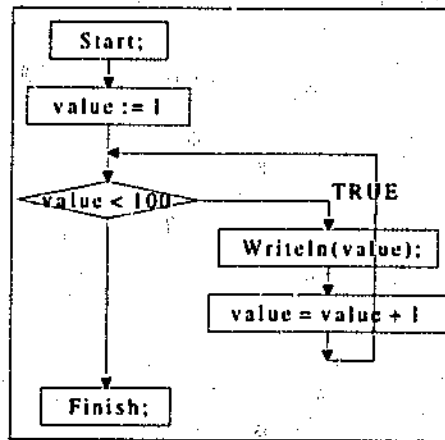 Start;
value := 1
value < 100
TRUE
Writeln(value);
value = value + 1
Finish;